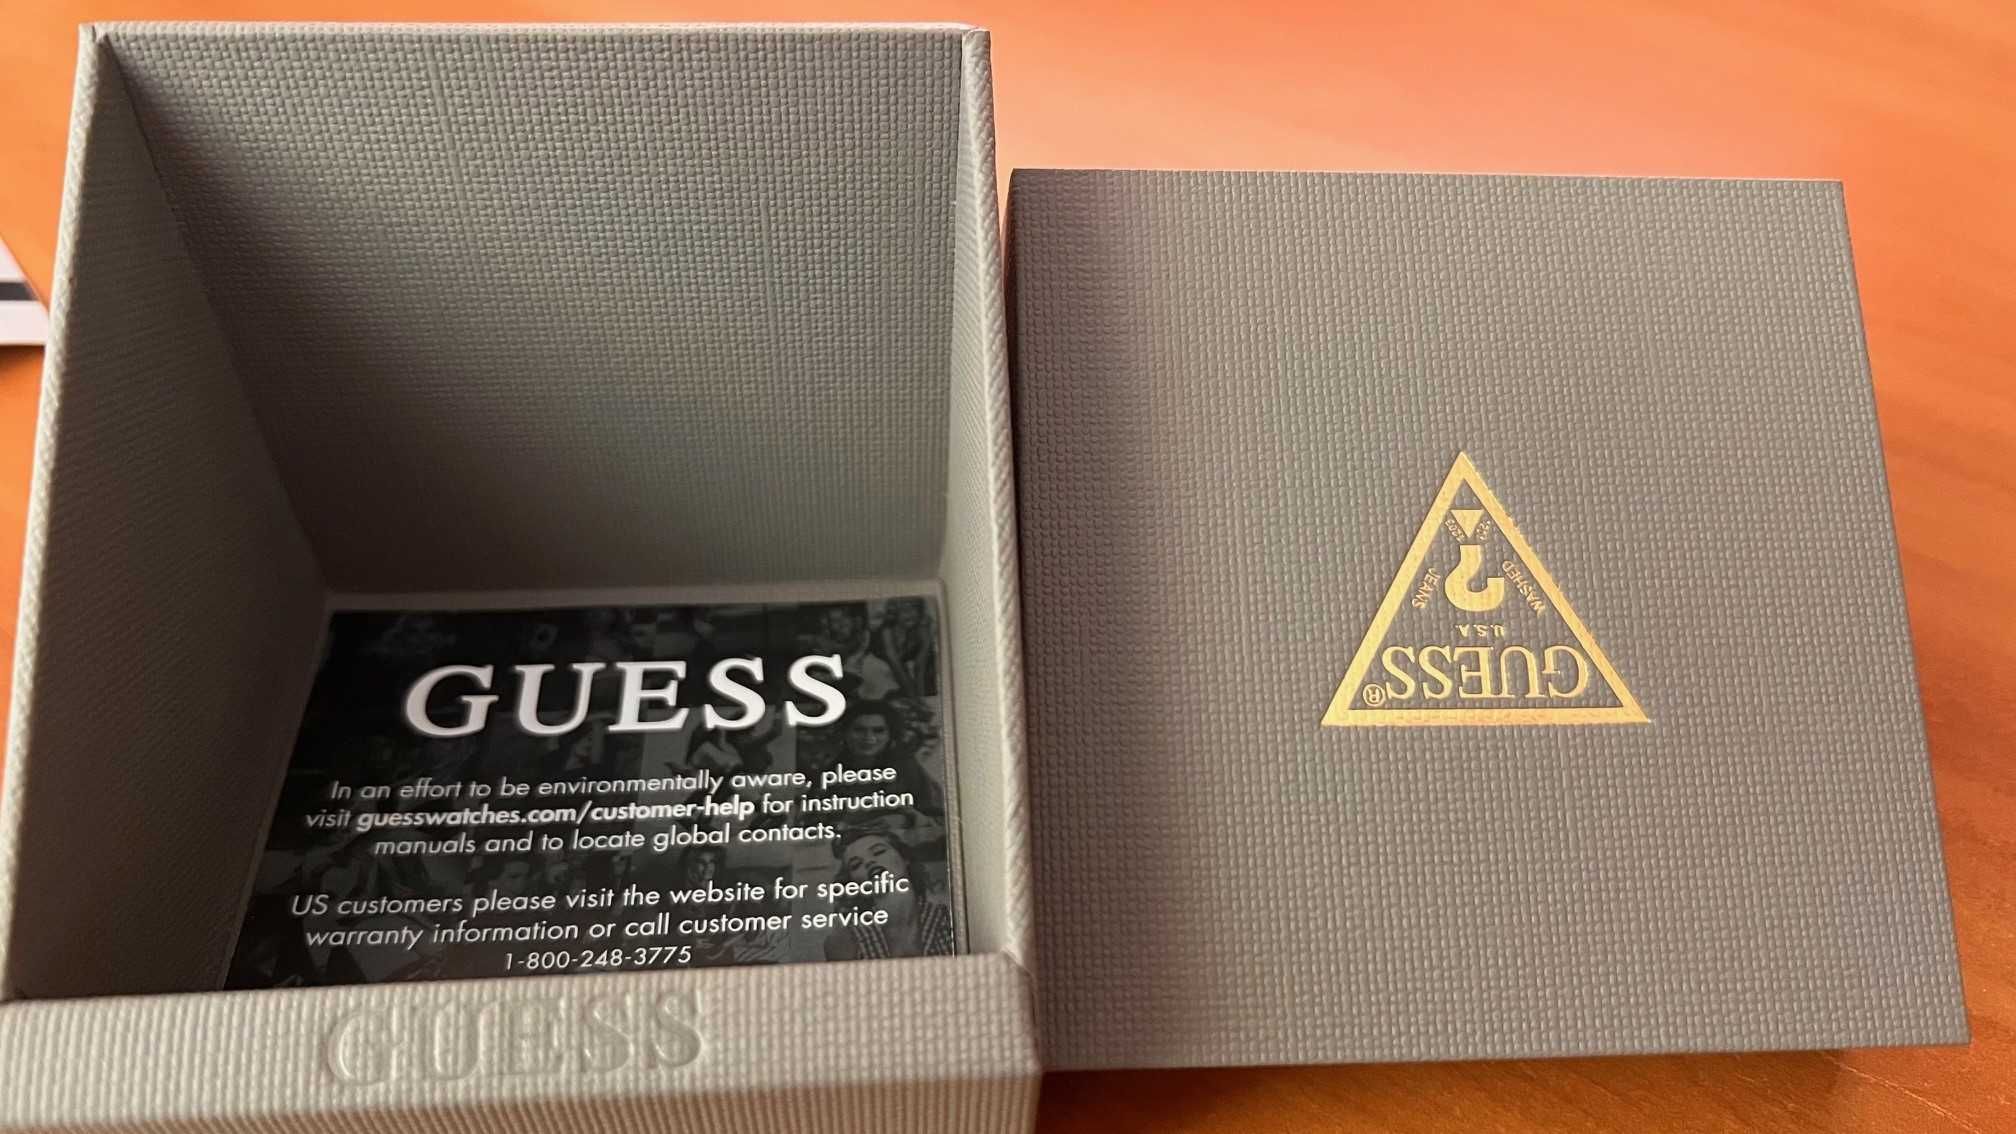 GUESS
In an effort to be environmentally aware, please
visit guesswatches.com/customer-help for instruction
manuals and to locate global contacts.
US customers please visit the website for specific
warranty information or call customer service
1-800-248-3775
GUESS
GUESS®
U.S.A.
WASHED
JEANS
?